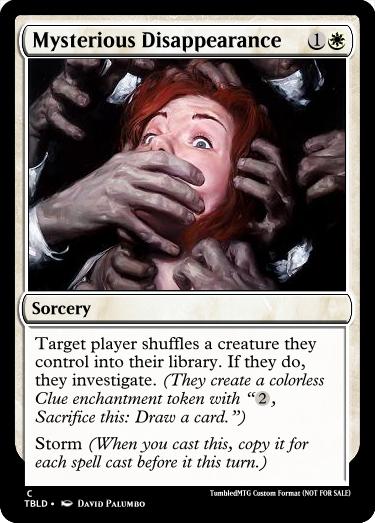 Mysterious Disappearance 1
Sorcery
Target player shuffles a creature they
control into their library. If they do,
they investigate. (They create a colorless
Clue enchantment token with “2,
Sacrifice this: Draw a card.”)
Storm (When you cast this, copy it for
each spell cast before it this turn.)
C
TBLD • DAVID PALUMBO
TumbledMTG Custom Format (NOT FOR SALE)